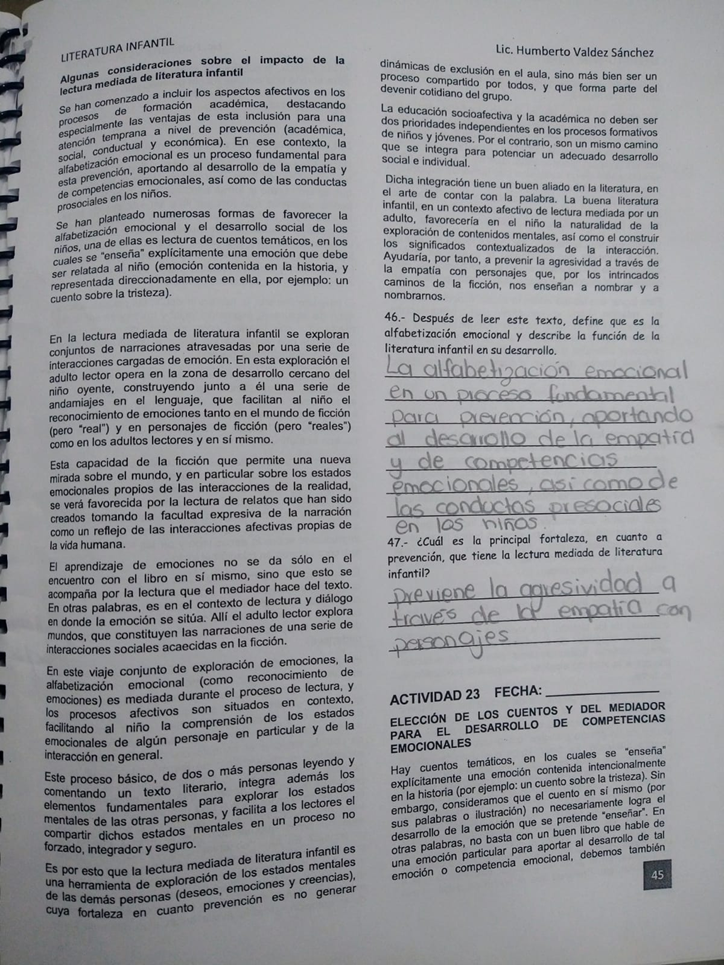 LITERATURA INFANTIL
Lic. Humberto Valdez Sánchez
Algunas consideraciones sobre el impacto de la
lectura mediada de literatura infantil
Se han comenzado a incluir los aspectos afectivos en los
procesos de formación académica, destacando
especialmente las ventajas de esta inclusión para una
atención temprana a nivel de prevención (académica,
social, conductual y económica). En ese contexto, la
alfabetización emocional es un proceso fundamental para
esta prevención, aportando al desarrollo de la empatía y
de competencias emocionales, así como de las conductas
prosociales en los niños.
Se han planteado numerosas formas de favorecer la
alfabetización emocional y el desarrollo social de los
niños, una de ellas es lectura de cuentos temáticos, en los
cuales se "enseña" explícitamente una emoción que debe
ser relatada al niño (emoción contenida en la historia, y
representada direccionadamente en ella, por ejemplo: un
cuento sobre la tristeza).
En la lectura mediada de literatura infantil se exploran
conjuntos de narraciones atravesadas por una serie de
interacciones cargadas de emoción. En esta exploración el
adulto lector opera en la zona de desarrollo cercano del
niño oyente, construyendo junto a él una serie de
andamiajes en el lenguaje, que facilitan al niño el
reconocimiento de emociones tanto en el mundo de ficción
(pero "real") y en personajes de ficción (pero "reales")
como en los adultos lectores y en sí mismo.
Esta capacidad de la ficción que permite una nueva
mirada sobre el mundo, y en particular sobre los estados
emocionales propios de las interacciones de la realidad,
se verá favorecida por la lectura de relatos que han sido
creados tomando la facultad expresiva de la narración
como un reflejo de las interacciones afectivas propias de
la vida humana.
El aprendizaje de emociones no se da sólo en el
encuentro con el libro en sí mismo, sino que esto se
acompaña por la lectura que el mediador hace del texto.
En otras palabras, es en el contexto de lectura y diálogo
en donde la emoción se sitúa. Allí el adulto lector explora
mundos, que constituyen las narraciones de una serie de
interacciones sociales acaecidas en la ficción.
En este viaje conjunto de exploración de emociones, la
alfabetización emocional (como reconocimiento de
emociones) es mediada durante el proceso de lectura, y
los procesos afectivos son situados en contexto,
facilitando al niño la comprensión de los estados
emocionales de algún personaje en particular y de la
interacción en general.
Este proceso básico, de dos o más personas leyendo y
comentando un texto literario, integra además los
elementos fundamentales para explorar los estados
mentales de las otras personas, y facilita a los lectores el
compartir dichos estados mentales en un proceso no
forzado, integrador y seguro.
Es por esto que la lectura mediada de literatura infantil es
una herramienta de exploración de los estados mentales
de las demás personas (deseos, emociones y creencias),
cuya fortaleza en cuanto prevención es no generar
dinámicas de exclusión en el aula, sino más bien ser un
proceso compartido por todos, y que forma parte del
devenir cotidiano del grupo.
La educación socioafectiva y la académica no deben ser
dos prioridades independientes en los procesos formativos
de niños y jóvenes. Por el contrario, son un mismo camino
que se integra para potenciar un adecuado desarrollo
social e individual.
Dicha integración tiene un buen aliado en la literatura, en
el arte de contar con la palabra. La buena literatura
infantil, en un contexto afectivo de lectura mediada por un
adulto, favorecería en el niño la naturalidad de la
exploración de contenidos mentales, así como el construir
los significados contextualizados de la interacción.
Ayudaría, por tanto, a prevenir la agresividad a través de
la empatía con personajes que, por los intrincados
caminos de la ficción, nos enseñan a nombrar y a
nombrarnos.
46.- Después de leer este texto, define que es la
alfabetización emocional y describe la función de la
literatura infantil en su desarrollo.
La alfabetización emocional
en un proceso fundamental
para prevención, aportando
al desarollo de la empatía
y de competencias
emocionales, así como de
las conductas presociales
en los niños.
47.- ¿Cuál es la principal fortaleza, en cuanto a
prevención, que tiene la lectura mediada de literatura
infantil?
previene la agresividad a
través de la empatía con
personajes
ACTIVIDAD 23 FECHA: ____________
ELECCIÓN DE LOS CUENTOS Y DEL MEDIADOR
PARA EL DESARROLLO DE COMPETENCIAS
EMOCIONALES
Hay cuentos temáticos, en los cuales se "enseña"
explícitamente una emoción contenida intencionalmente
en la historia (por ejemplo: un cuento sobre la tristeza). Sin
embargo, consideramos que el cuento en sí mismo (por
sus palabras o ilustración) no necesariamente logra el
desarrollo de la emoción que se pretende "enseñar". En
otras palabras, no basta con un buen libro que hable de
una emoción particular para aportar al desarrollo de tal
emoción o competencia emocional, debemos también
45